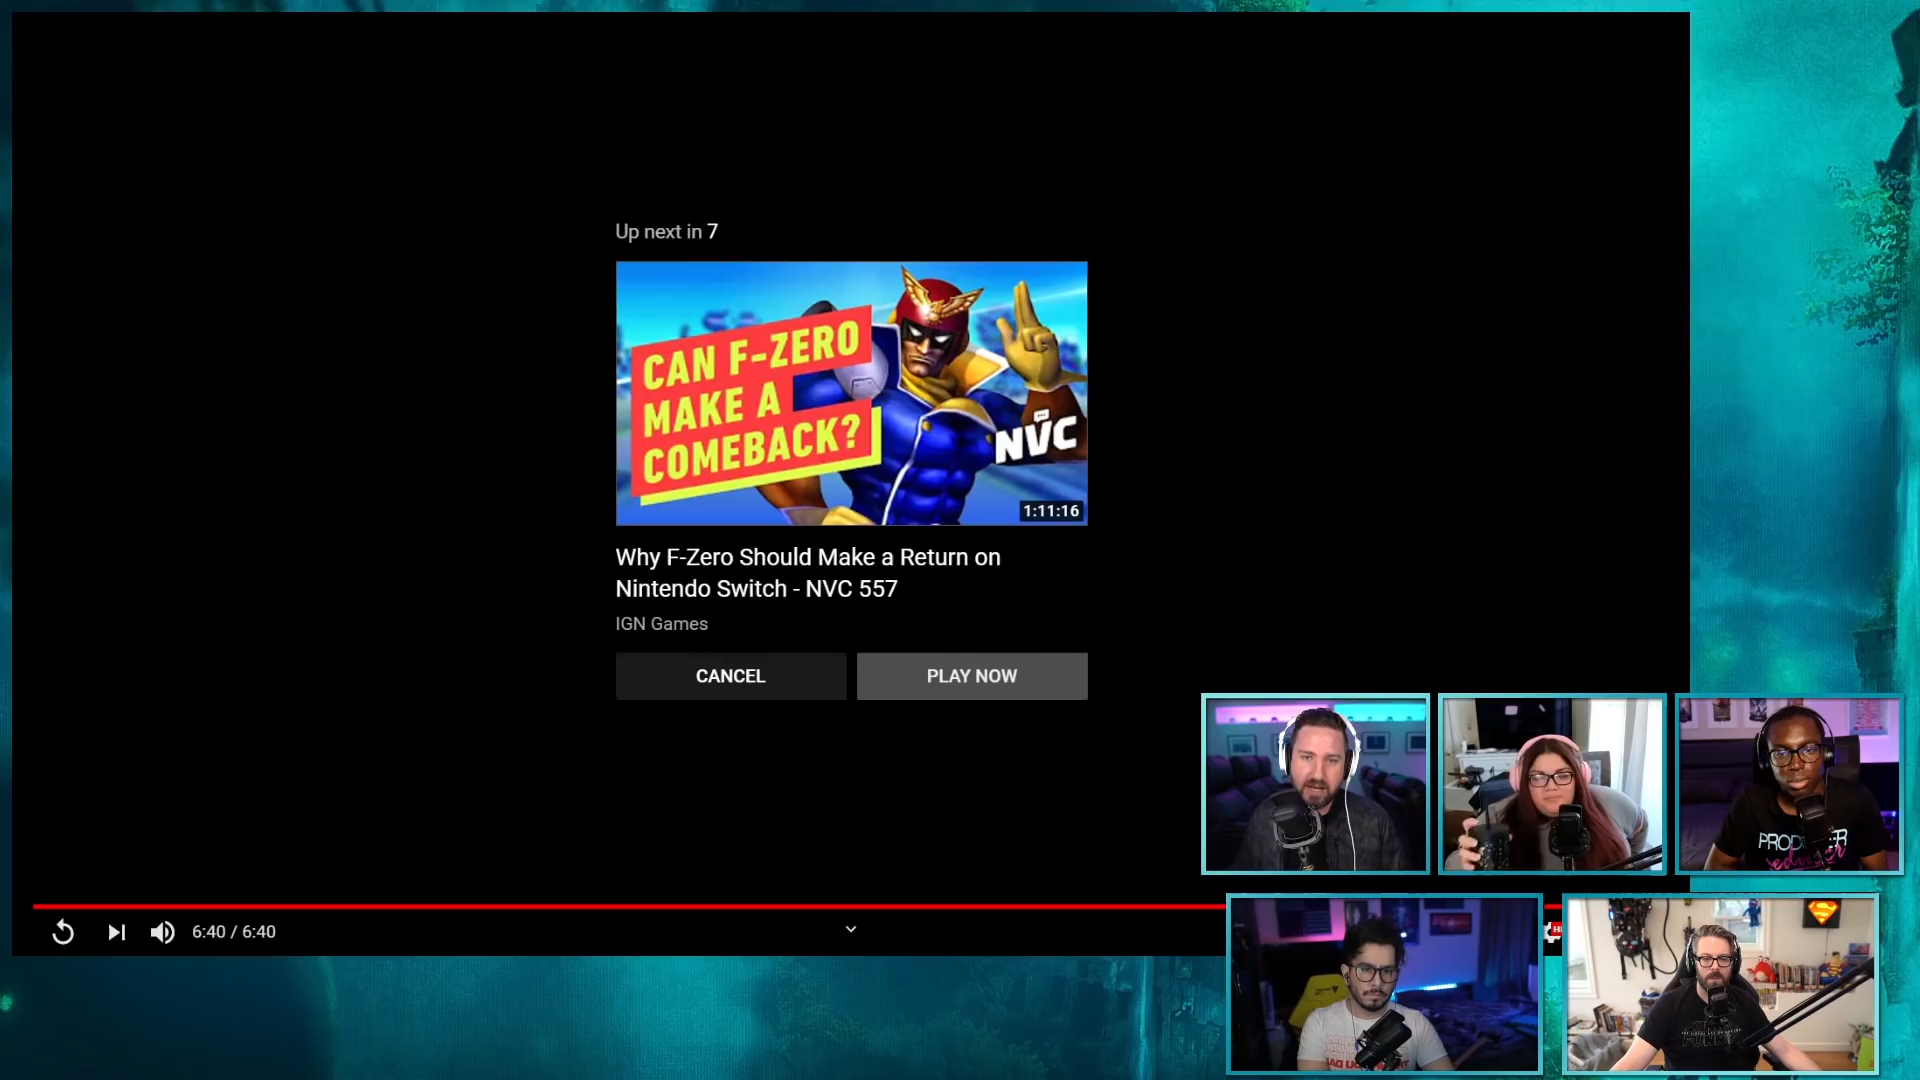 Up next in 7
CAN F-ZERO
MAKE A
COMEBACK?
NVC
1:11:16
Why F-Zero Should Make a Return on
Nintendo Switch - NVC 557
IGN Games
CANCEL
PLAY NOW
6:40 / 6:40